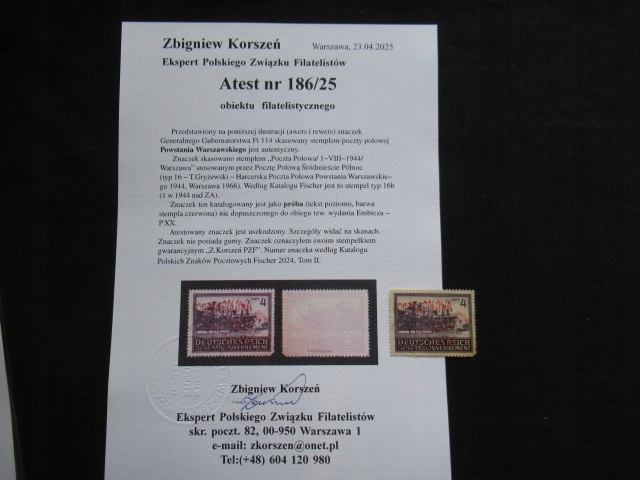 Zbigniew Korszeń Warszawa, 23.04.2025
Ekspert Polskiego Związku Filatelistów
Atest nr 186/25
obiektu filatelistycznego
Przedstawiony na poniższej ilustracji (awers i rewers) znaczek
Generalnego Gubernatorstwa Fi 114 skasowany stemplem poczty polowej
Powstania Warszawskiego jest autentyczny.
Znaczek skasowano stemplem „Poczta Polowa/ 1–VIII–1944/
Warszawa” stosowanym przez Pocztę Polową Śródmieście Północ
(typ 16 – T.Gryżewski – Harcerska Poczta Polowa Powstania Warszawskie–
go 1944, Warszawa 1966). Według Katalogu Fischer jest to stempel typ 16b
(1 w 1944 nad ZA).
Znaczek ten katalogowany jest jako próba (tekst poziomo, barwa
stempla czerwona) nie dopuszczonego do obiegu tzw. wydania Embicza –
P XX.
Atestowany znaczek jest uszkodzony. Szczegóły widać na skanach.
Znaczek nie posiada gumy. Znaczek oznaczyłem swoim stempelkiem
gwarancyjnym „Z.Korszeń PZF”. Numer znaczka według Katalogu
Polskich Znaków Pocztowych Fischer 2024, Tom II.
4
DEUTSCHES REICH
GENERALGOUVERNEMENT
4
DEUTSCHES REICH
GENERALGOUVERNEMENT
Zbigniew Korszeń
Ekspert Polskiego Związku Filatelistów
skr. poczt. 82, 00-950 Warszawa 1
e-mail: zkorszen@onet.pl
Tel:(+48) 604 120 980